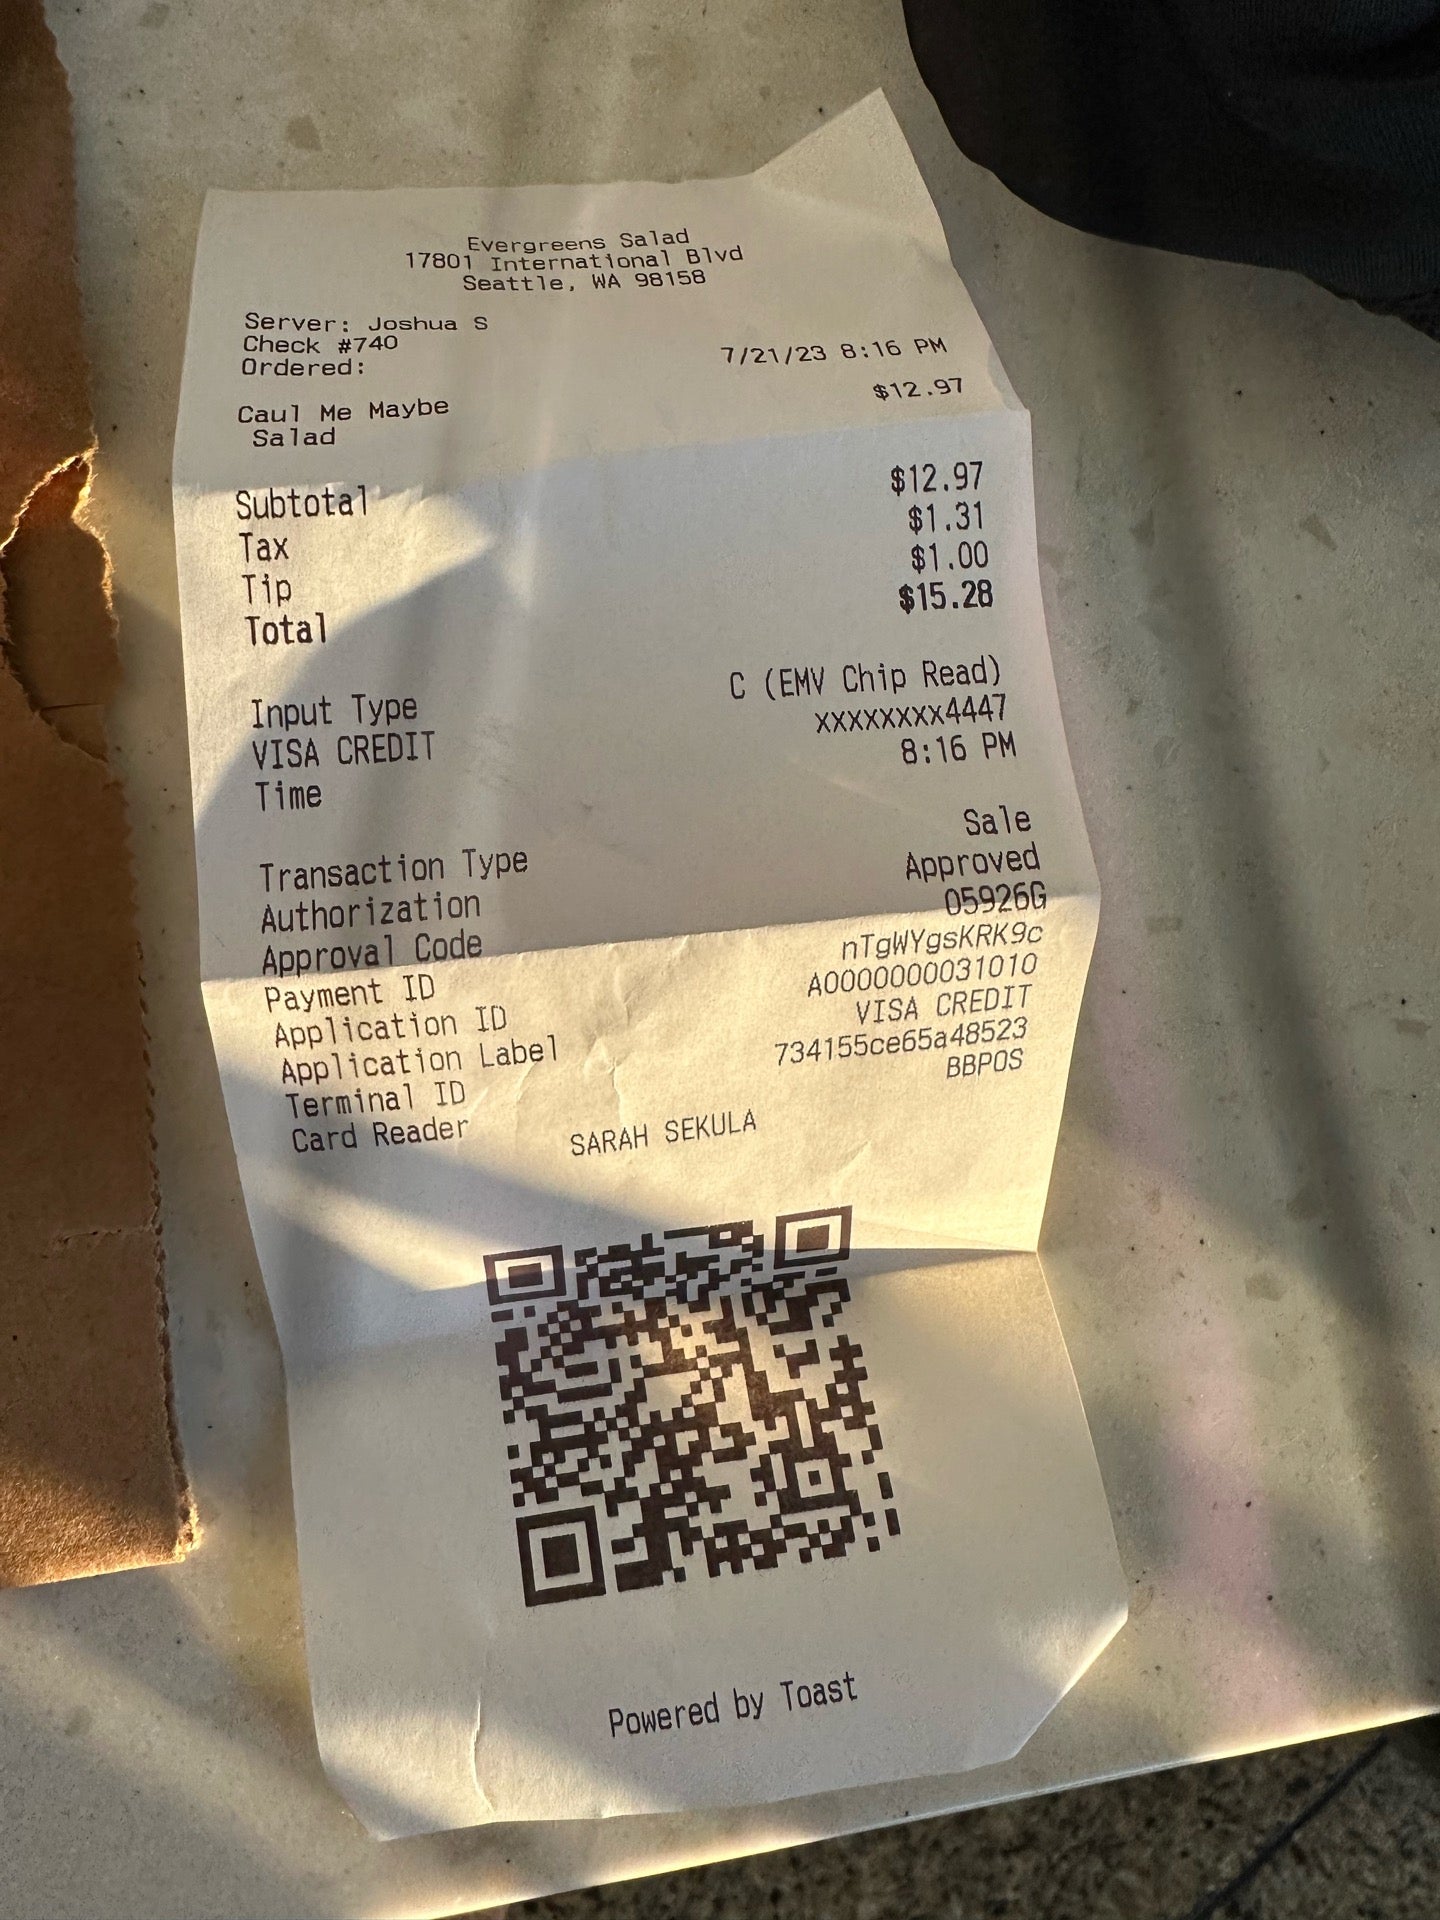 Evergreens Salad
17801 International Blvd
Seattle, WA 98158
Server: Joshua S
Check #740
Ordered: 7/21/23 8:16 PM
Caul Me Maybe $12.97
Salad
Subtotal $12.97
Tax $1.31
Tip $1.00
Total $15.28
Input Type C (EMV Chip Read)
VISA CREDIT xxxxxxxx4447
Time 8:16 PM
Transaction Type Sale
Authorization Approved
Approval Code 05926G
Payment ID nTgWYgsKRK9c
Application ID A0000000031010
Application Label VISA CREDIT
Terminal ID 734155ce65a48523
Card Reader BBPOS
SARAH SEKULA
Powered by Toast